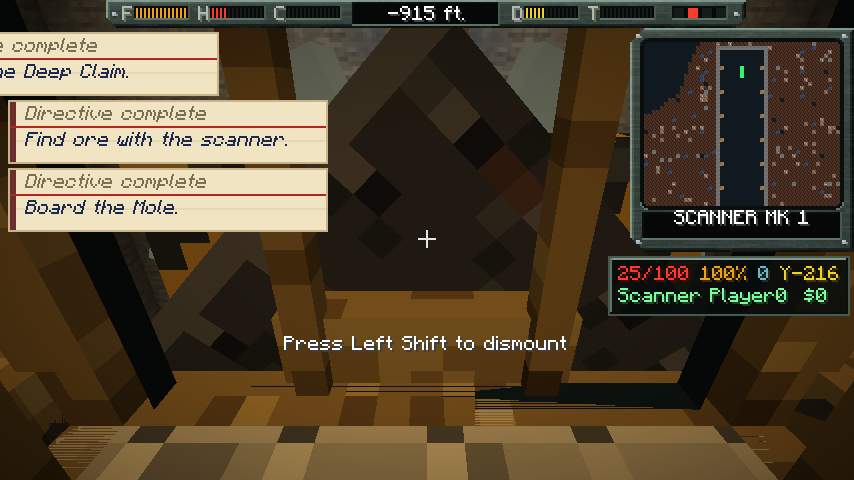 F H C -915 ft. D T
e complete
he Deep Claim.
Directive complete
Find ore with the scanner.
Directive complete
Board the Mole.
SCANNER MK 1
25/100 100% 0 Y-216
Scanner Player0 $0
Press Left Shift to dismount